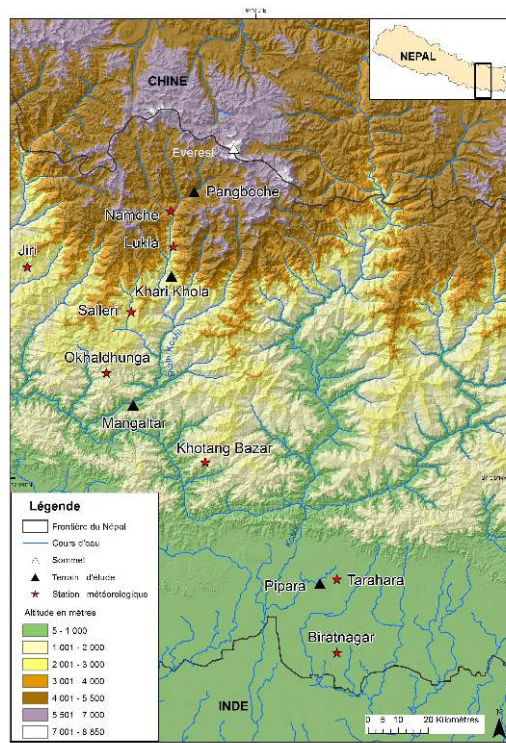 NEPAL
CHINE
Everest
Pangboche
Namche
Lukla
Jiri
Khari Khola
Salleri
Okhaldhunga
Mangaltar
Khotang Bazar
Légende
Frontière du Népal
Cours d'eau
Sommet
Terrain d'étude
Station météorologique
Altitude en mètres
5 - 1 000
1 001 - 2 000
2 001 - 3 000
3 001 - 4 000
4 001 - 5 500
5 501 - 7 000
7 001 - 8 850
Pipara
Tarahara
Biratnagar
INDE
0 5 10 20 Kilomètres